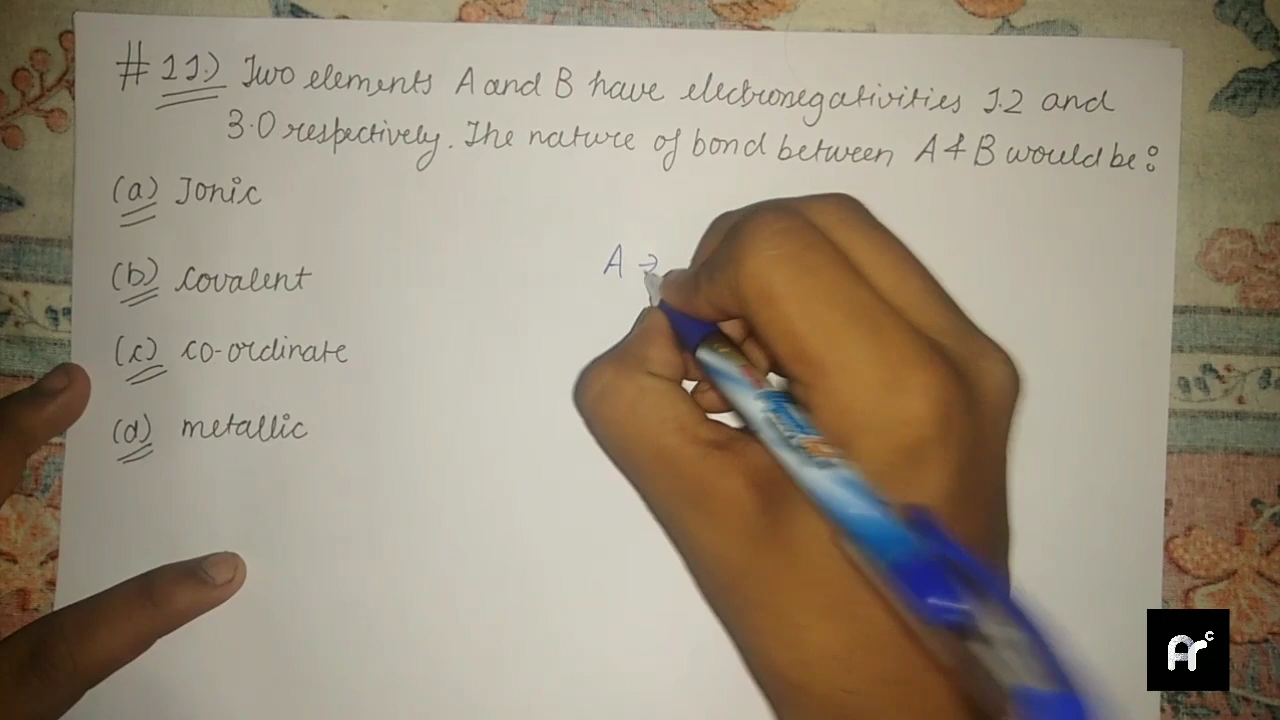 # 11.) Two elements A and B have electronegativities 1.2 and
3.0 respectively. The nature of bond between A & B would be:
(a) Ionic
(b) covalent
(c) co-ordinate
(d) metallic
A →
Ar c